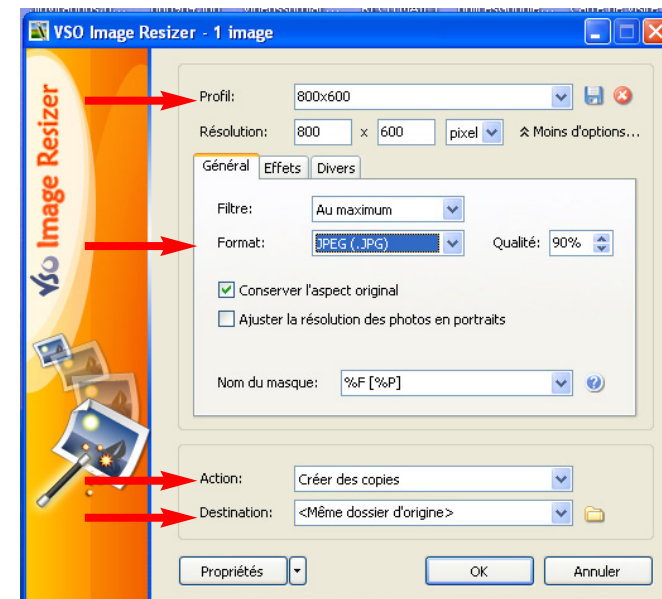 VSO Image Resizer - 1 image
vso Image Resizer
Profil: 800x600
Résolution: 800 x 600 pixel Moins d'options...
Général Effets Divers
Filtre: Au maximum
Format: JPEG (.JPG) Qualité: 90%
Conserver l'aspect original
Ajuster la résolution des photos en portraits
Nom du masque: %F [%P]
Action: Créer des copies
Destination: <Même dossier d'origine>
Propriétés OK Annuler